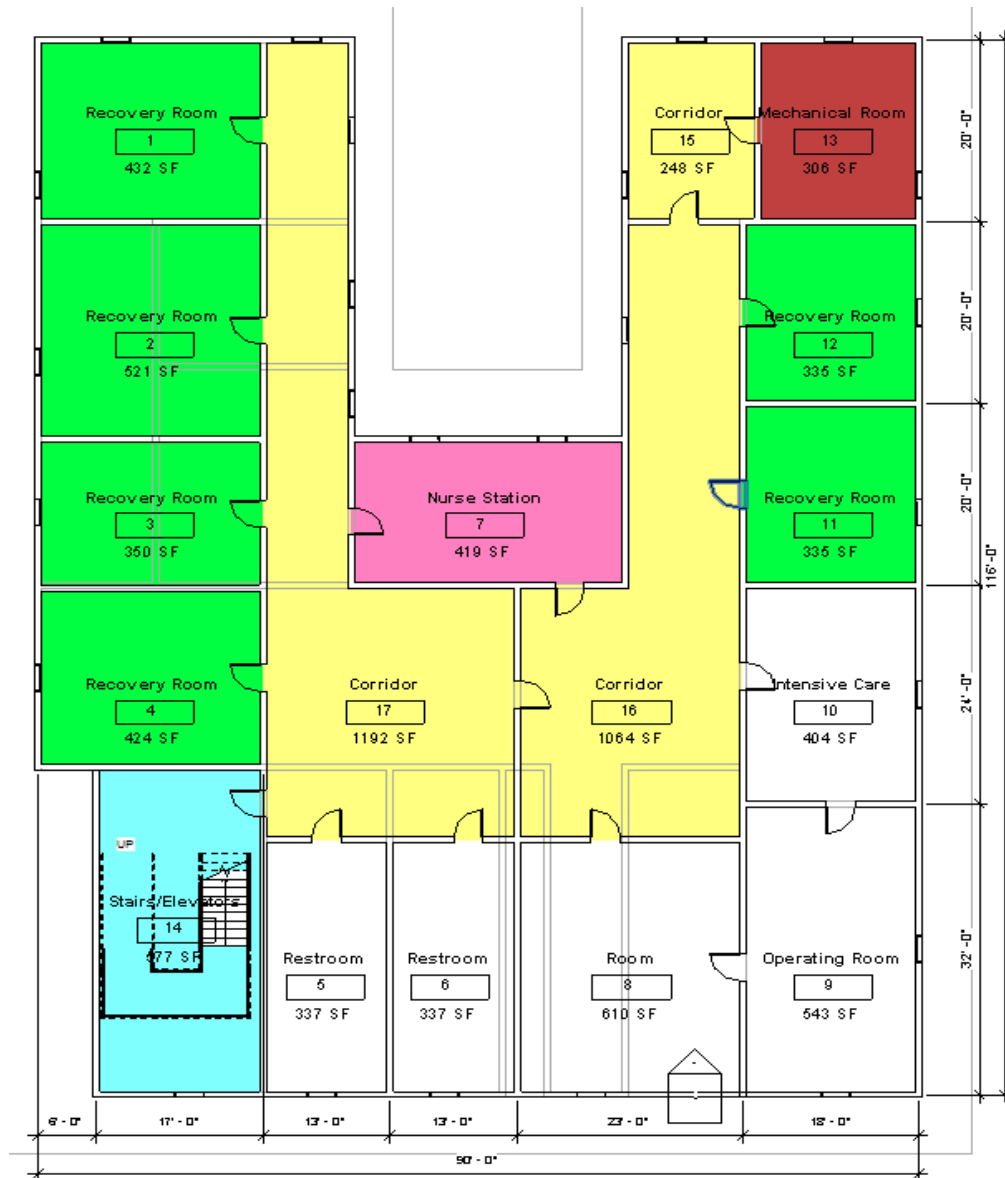 Recovery Room
1
432 SF
Corridor
15
248 SF
Mechanical Room
13
306 SF
20'-0"
Recovery Room
2
521 SF
Recovery Room
12
335 SF
20'-0"
Recovery Room
3
350 SF
Nurse Station
7
419 SF
Recovery Room
11
335 SF
20'-0"
116'-0"
Recovery Room
4
424 SF
Corridor
17
1192 SF
Corridor
16
1064 SF
Intensive Care
10
404 SF
24'-0"
UP
Stairs/Elevators
14
577 SF
Restroom
5
337 SF
Restroom
6
337 SF
Room
8
610 SF
Operating Room
9
543 SF
32'-0"
6'-0"
17'-0"
13'-0"
13'-0"
23'-0"
18'-0"
90'-0"